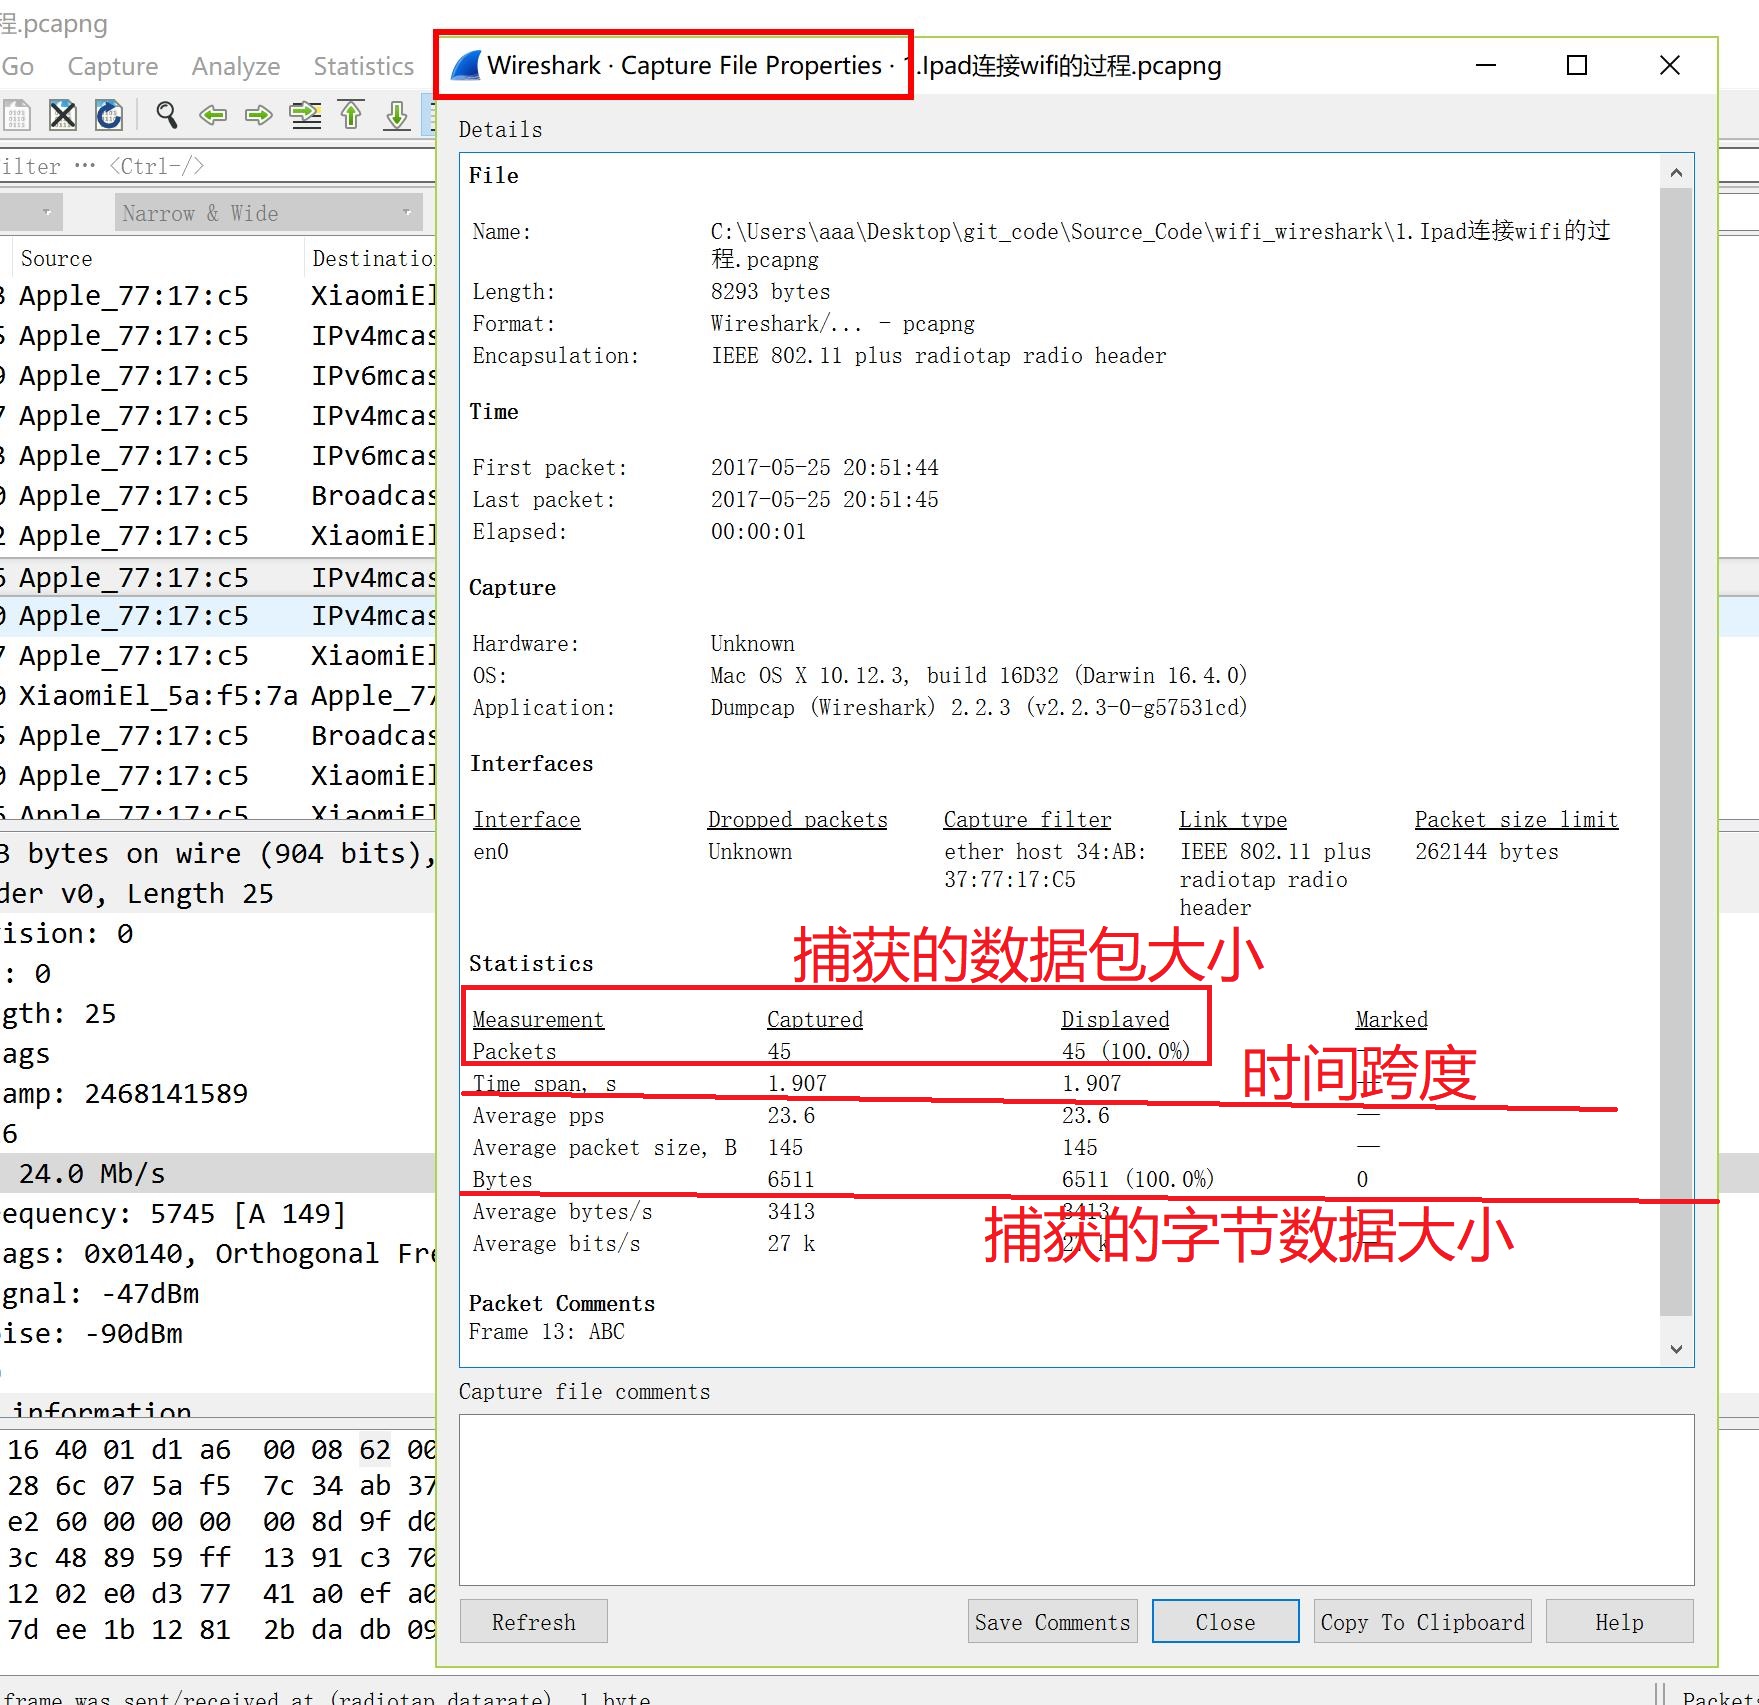 程.pcapng
Go Capture Analyze Statistics
ilter ··· <Ctrl-/>
Narrow & Wide
Source Destinatio
Apple_77:17:c5 XiaomiEl
Apple_77:17:c5 IPv4mcas
Apple_77:17:c5 IPv6mcas
Apple_77:17:c5 IPv4mcas
Apple_77:17:c5 IPv6mcas
Apple_77:17:c5 Broadcas
Apple_77:17:c5 XiaomiEl
Apple_77:17:c5 IPv4mcas
Apple_77:17:c5 IPv4mcas
Apple_77:17:c5 XiaomiEl
XiaomiEl_5a:f5:7a Apple_77
Apple_77:17:c5 Broadcas
Apple_77:17:c5 XiaomiEl
Apple_77:17:c5 XiaomiEl
3 bytes on wire (904 bits),
der v0, Length 25
ision: 0
: 0
gth: 25
ags
amp: 2468141589
6
24.0 Mb/s
equency: 5745 [A 149]
ags: 0x0140, Orthogonal Fre
gnal: -47dBm
ise: -90dBm
information
16 40 01 d1 a6 00 08 62 00
28 6c 07 5a f5 7c 34 ab 37
e2 60 00 00 00 00 8d 9f d0
3c 48 89 59 ff 13 91 c3 70
12 02 e0 d3 77 41 a0 ef a0
7d ee 1b 12 81 2b da db 09
frame was sent/received at (radiotap.datarate), 1 byte
Packets
Wireshark · Capture File Properties · 1.Ipad连接wifi的过程.pcapng
Details
File
Name: C:\Users\aaa\Desktop\git_code\Source_Code\wifi_wireshark\1.Ipad连接wifi的过
程.pcapng
Length: 8293 bytes
Format: Wireshark/... - pcapng
Encapsulation: IEEE 802.11 plus radiotap radio header
Time
First packet: 2017-05-25 20:51:44
Last packet: 2017-05-25 20:51:45
Elapsed: 00:00:01
Capture
Hardware: Unknown
OS: Mac OS X 10.12.3, build 16D32 (Darwin 16.4.0)
Application: Dumpcap (Wireshark) 2.2.3 (v2.2.3-0-g57531cd)
Interfaces
Interface Dropped packets Capture filter Link type Packet size limit
en0 Unknown ether host 34:AB: IEEE 802.11 plus 262144 bytes
37:77:17:C5 radiotap radio
header
捕获的数据包大小
Statistics
Measurement Captured Displayed Marked
Packets 45 45 (100.0%) —
时间跨度
Time span, s 1.907 1.907 —
Average pps 23.6 23.6 —
Average packet size, B 145 145 —
Bytes 6511 6511 (100.0%) 0
Average bytes/s 3413 3413
捕获的字节数据大小
Average bits/s 27 k 27 k
Packet Comments
Frame 13: ABC
Capture file comments
Refresh Save Comments Close Copy To Clipboard Help